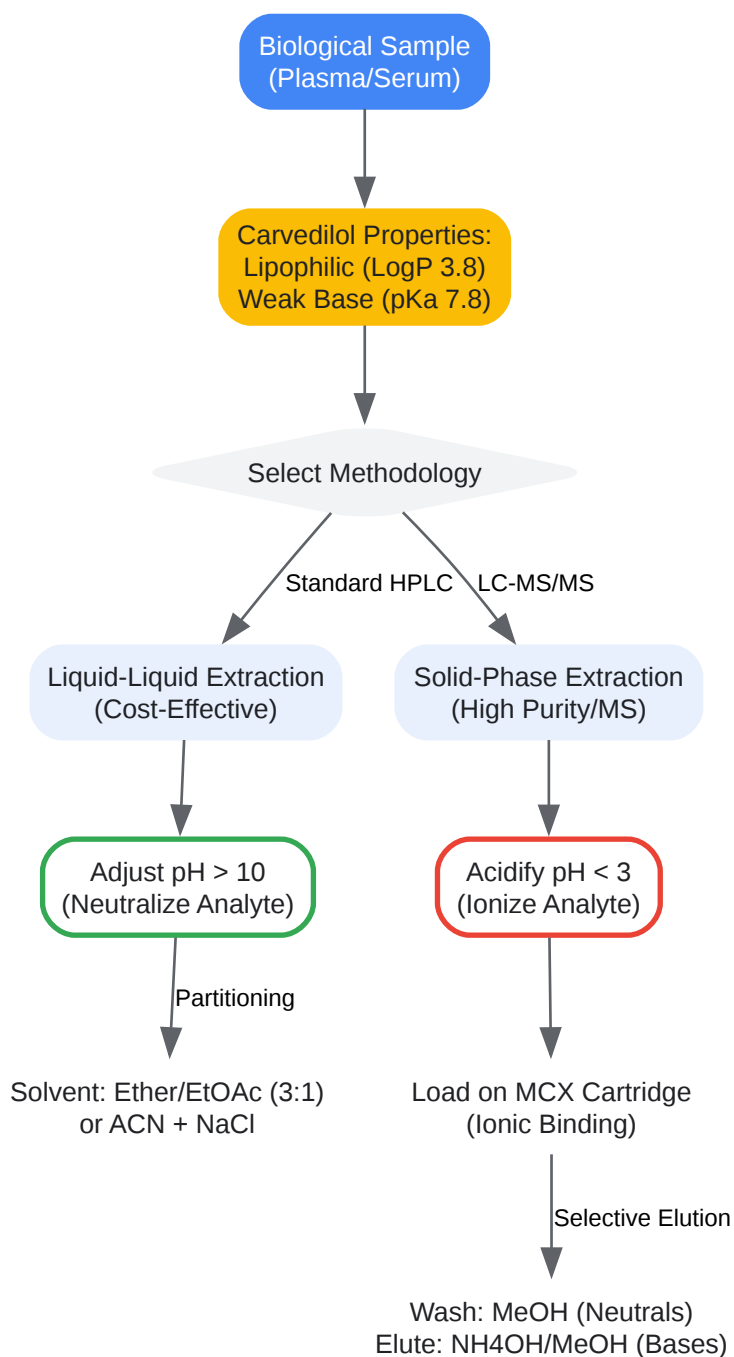 Biological Sample
(Plasma/Serum)
Carvedilol Properties:
Lipophilic (LogP 3.8)
Weak Base (pKa 7.8)
Select Methodology
Standard HPLC
LC-MS/MS
Liquid-Liquid Extraction
(Cost-Effective)
Solid-Phase Extraction
(High Purity/MS)
Adjust pH > 10
(Neutralize Analyte)
Acidify pH < 3
(Ionize Analyte)
Partitioning
Solvent: Ether/EtOAc (3:1)
or ACN + NaCl
Load on MCX Cartridge
(Ionic Binding)
Selective Elution
Wash: MeOH (Neutrals)
Elute: NH4OH/MeOH (Bases)